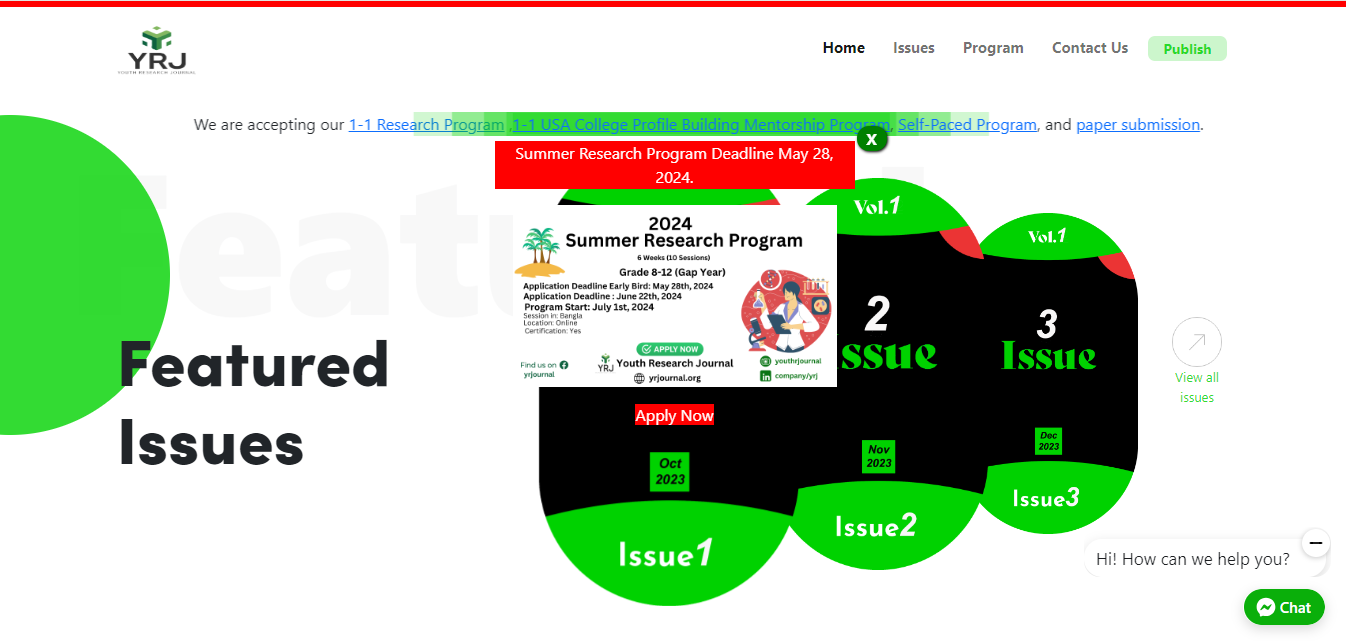 YRJ
YOUTH RESEARCH JOURNAL
Home Issues Program Contact Us Publish
We are accepting our 1-1 Research Program ,1-1 USA College Profile Building Mentorship Program, Self-Paced Program, and paper submission.
X
Summer Research Program Deadline May 28,
2024.
2024
Summer Research Program
6 Weeks (10 Sessions)
Grade 8-12 (Gap Year)
Application Deadline Early Bird: May 28th, 2024
Application Deadline : June 22th, 2024
Program Start: July 1st, 2024
Session in: Bangla
Location: Online
Certification: Yes
APPLY NOW
Find us on
yrjournal
YRJ
Youth Research Journal
yrjournal.org
youthrjournal
company/yrj
Apply Now
Featu
Featured
Issues
Oct
2023
Issue1
Vol.1
2
ssue
Nov
2023
Issue2
Vol.1
3
Issue
Dec
2023
Issue3
View all
issues
Hi! How can we help you?
Chat